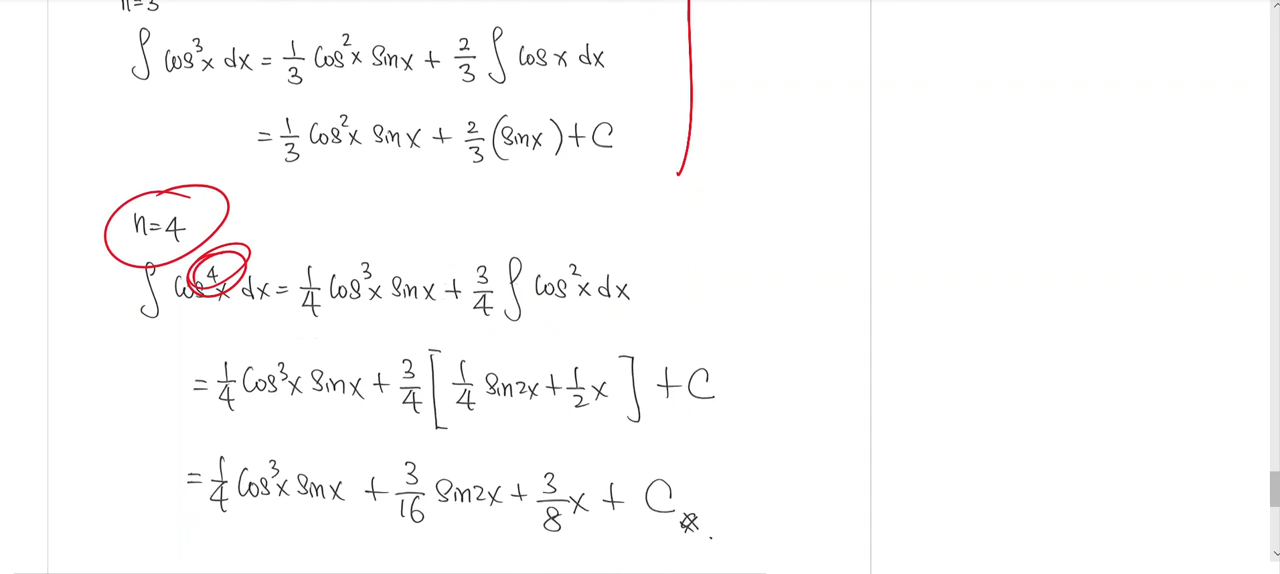 n=3
∫ cos³x dx = 1/3 cos²x sinx + 2/3 ∫ cos x dx
= 1/3 cos²x sinx + 2/3 (sinx) + C
n=4
∫ cos⁴x dx = 1/4 cos³x sinx + 3/4 ∫ cos²x dx
= 1/4 cos³x sinx + 3/4 [ 1/4 sin2x + 1/2 x ] + C
= 1/4 cos³x sinx + 3/16 sin2x + 3/8 x + C